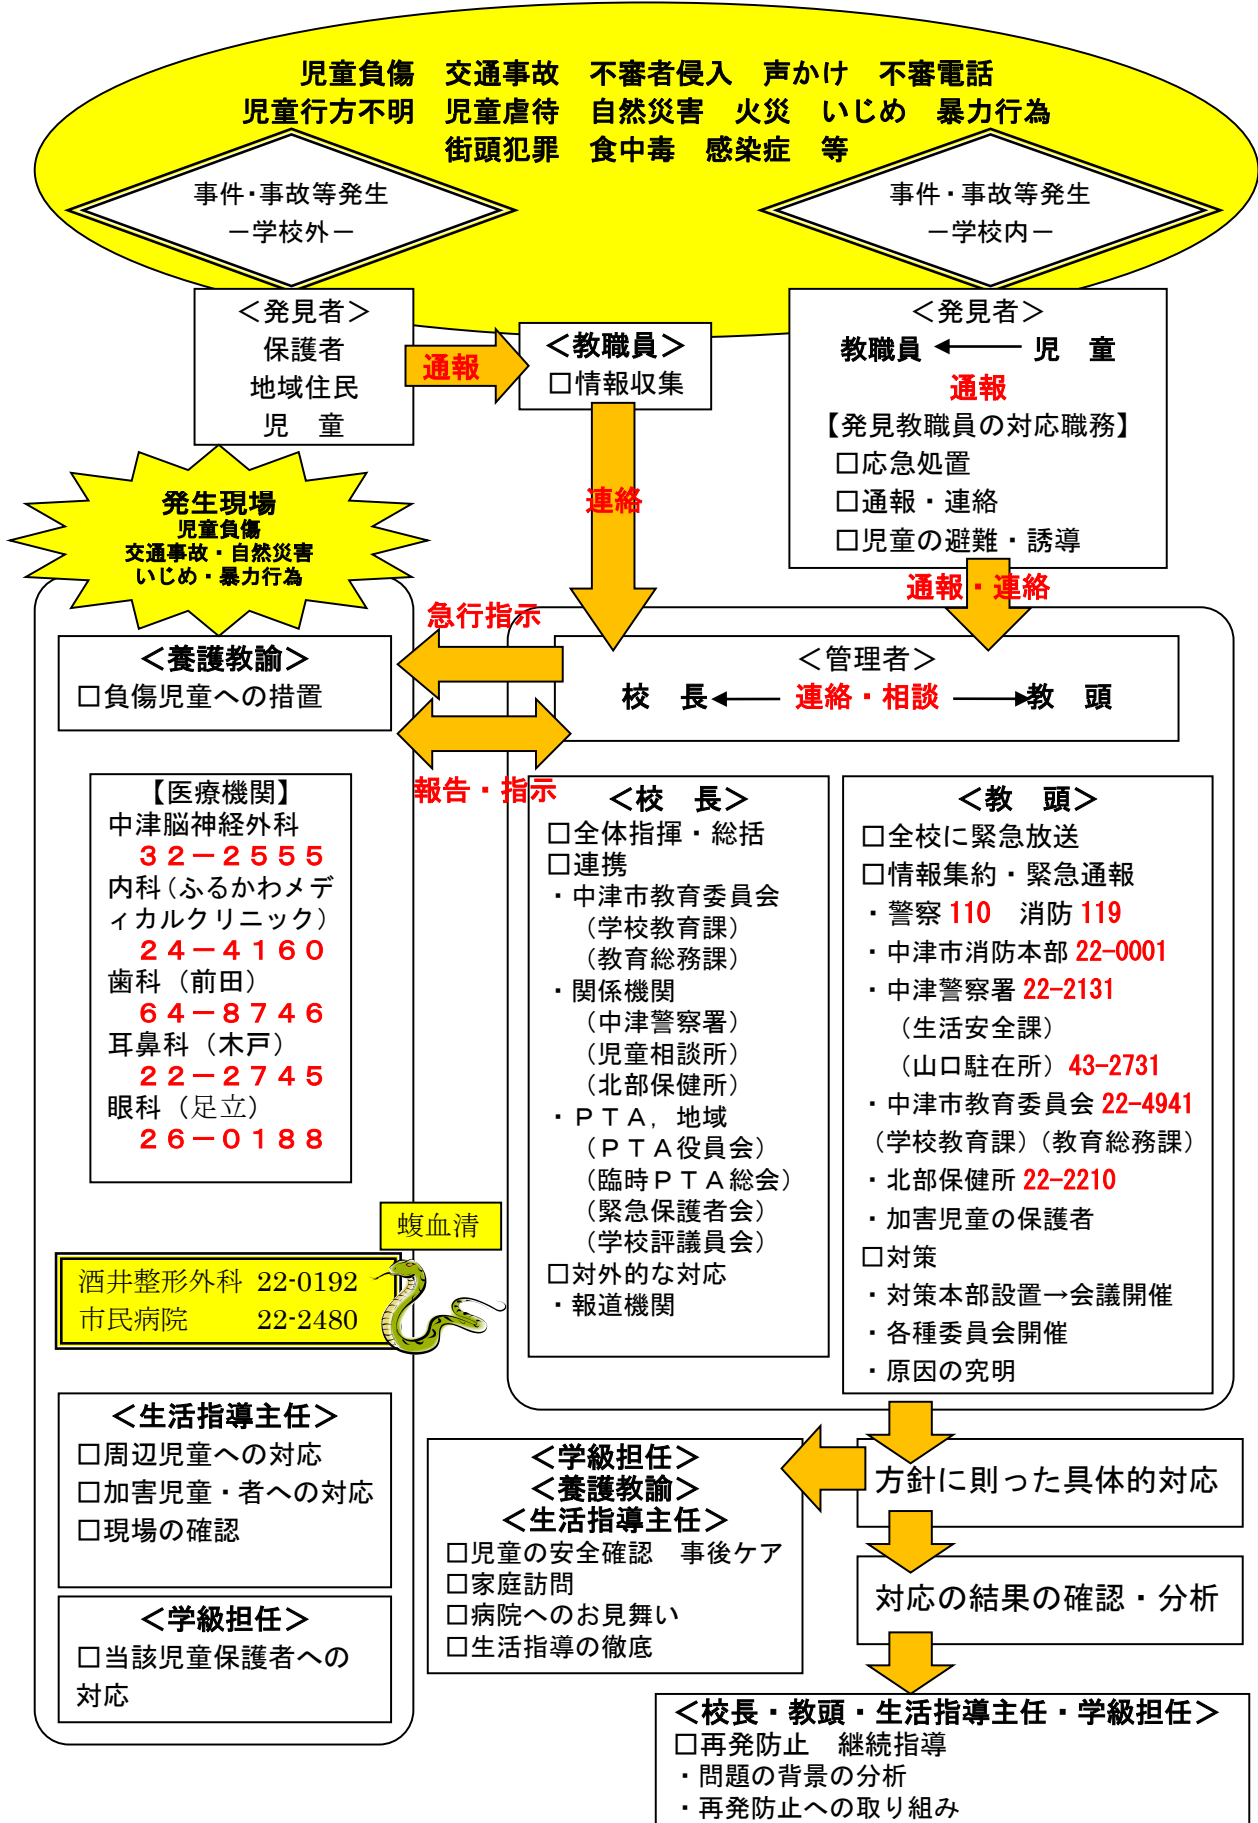 児童負傷　交通事故　不審者侵入　声かけ　不審電話
児童行方不明　児童虐待　自然災害　火災　いじめ　暴力行為
街頭犯罪　食中毒　感染症　等
事件・事故等発生
－学校外－
事件・事故等発生
－学校内－
＜発見者＞
保護者
地域住民
児　童
通報
＜教職員＞
□情報収集
＜発見者＞
教職員 ← 児　童
通報
【発見教職員の対応職務】
□応急処置
□通報・連絡
□児童の避難・誘導
連絡
通報・連絡
発生現場
児童負傷
交通事故・自然災害
いじめ・暴力行為
急行指示
＜養護教諭＞
□負傷児童への措置
＜管理者＞
校　長 ← 連絡・相談 → 教　頭
報告・指示
【医療機関】
中津脳神経外科
３２－２５５５
内科（ふるかわメデ
ィカルクリニック）
２４－４１６０
歯科（前田）
６４－８７４６
耳鼻科（木戸）
２２－２７４５
眼科（足立）
２６－０１８８
蝮血清
酒井整形外科 22-0192
市民病院　22-2480
＜生活指導主任＞
□周辺児童への対応
□加害児童・者への対応
□現場の確認
＜学級担任＞
□当該児童保護者への
対応
＜校　長＞
□全体指揮・総括
□連携
・中津市教育委員会
（学校教育課）
（教育総務課）
・関係機関
（中津警察署）
（児童相談所）
（北部保健所）
・ＰＴＡ，地域
（ＰＴＡ役員会）
（臨時ＰＴＡ総会）
（緊急保護者会）
（学校評議員会）
□対外的な対応
・報道機関
＜教　頭＞
□全校に緊急放送
□情報集約・緊急通報
・警察 110　消防 119
・中津市消防本部 22-0001
・中津警察署 22-2131
（生活安全課）
（山口駐在所）43-2731
・中津市教育委員会 22-4941
（学校教育課）（教育総務課）
・北部保健所 22-2210
・加害児童の保護者
□対策
・対策本部設置→会議開催
・各種委員会開催
・原因の究明
＜学級担任＞
＜養護教諭＞
＜生活指導主任＞
□児童の安全確認　事後ケア
□家庭訪問
□病院へのお見舞い
□生活指導の徹底
方針に則った具体的対応
対応の結果の確認・分析
＜校長・教頭・生活指導主任・学級担任＞
□再発防止　継続指導
・問題の背景の分析
・再発防止への取り組み